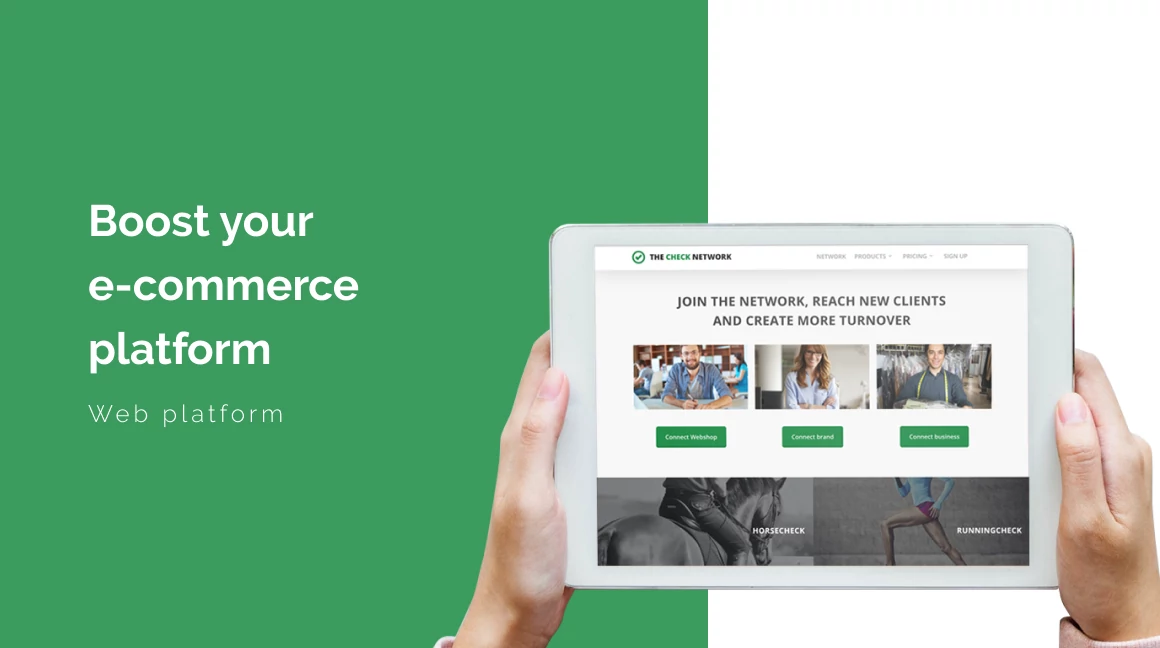 Boost your
e-commerce
platform
Web platform
THE CHECK NETWORK
NETWORK PRODUCTS PRICING SIGN UP
JOIN THE NETWORK, REACH NEW CLIENTS
AND CREATE MORE TURNOVER
Connect Webshop Connect brand Connect business
HORSECHECK RUNNINGCHECK